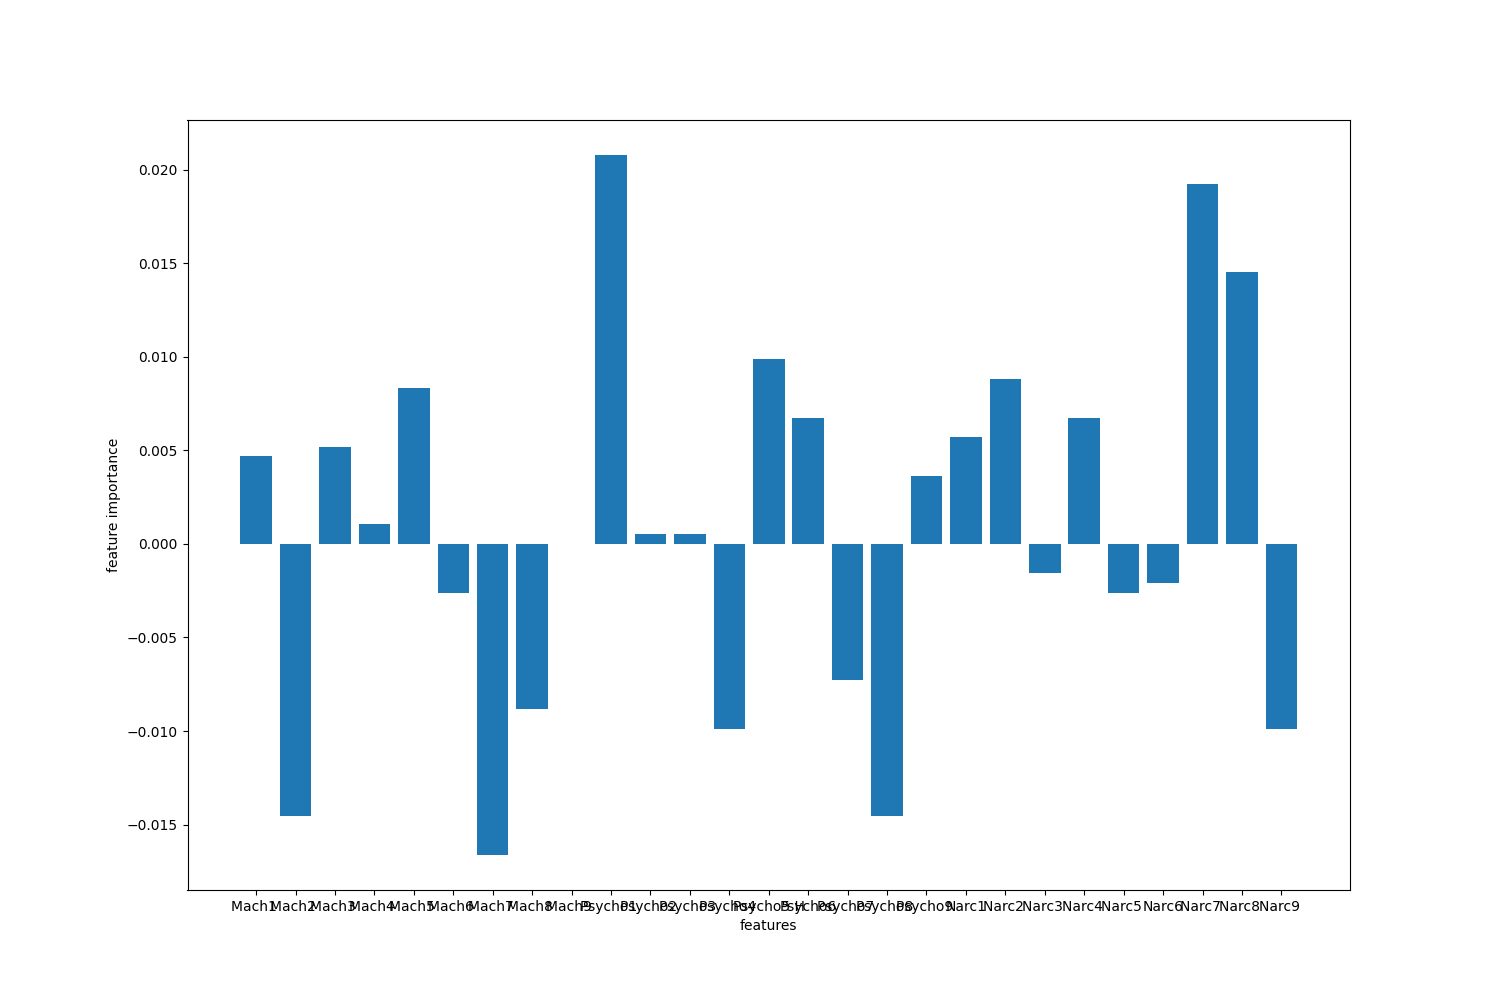 0.020
0.015
0.010
0.005
0.000
−0.005
−0.010
−0.015
feature importance
Mach1 Mach2 Mach3 Mach4 Mach5 Mach6 Mach7 Mach8 Mach9 Psycho1 Psycho2 Psycho3 Psycho4 Psycho5_H Psycho6 Psycho7 Psycho8 Psycho9 Narc1 Narc2 Narc3 Narc4 Narc5 Narc6 Narc7 Narc8 Narc9
features